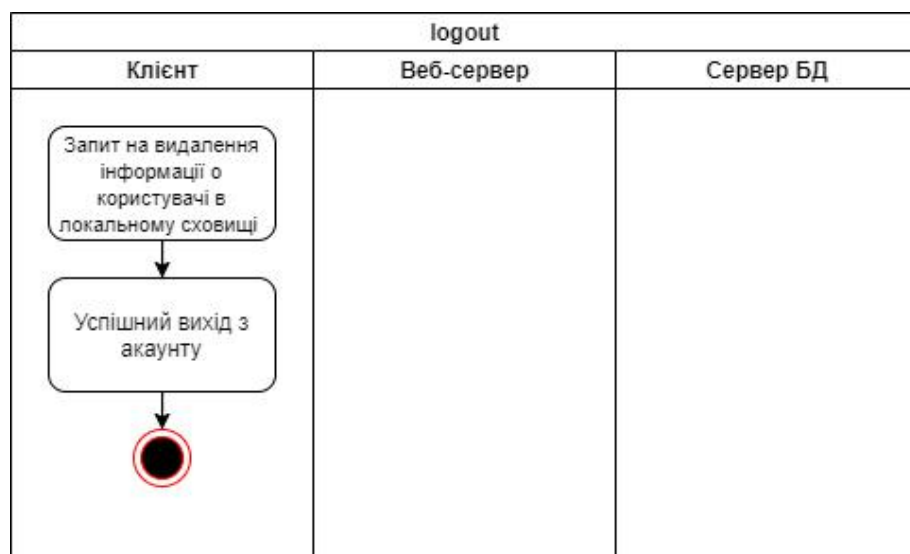 logout
Клієнт
Веб-сервер
Сервер БД
Запит на видалення
інформації о
користувачі в
локальному сховищі
Успішний вихід з
акаунту